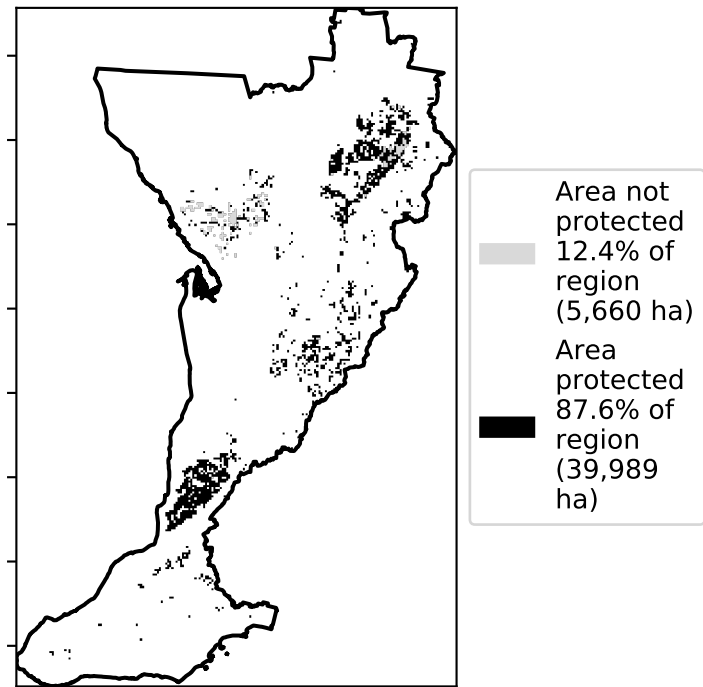 Area not
protected
12.4% of
region
(5,660 ha)
Area
protected
87.6% of
region
(39,989
ha)